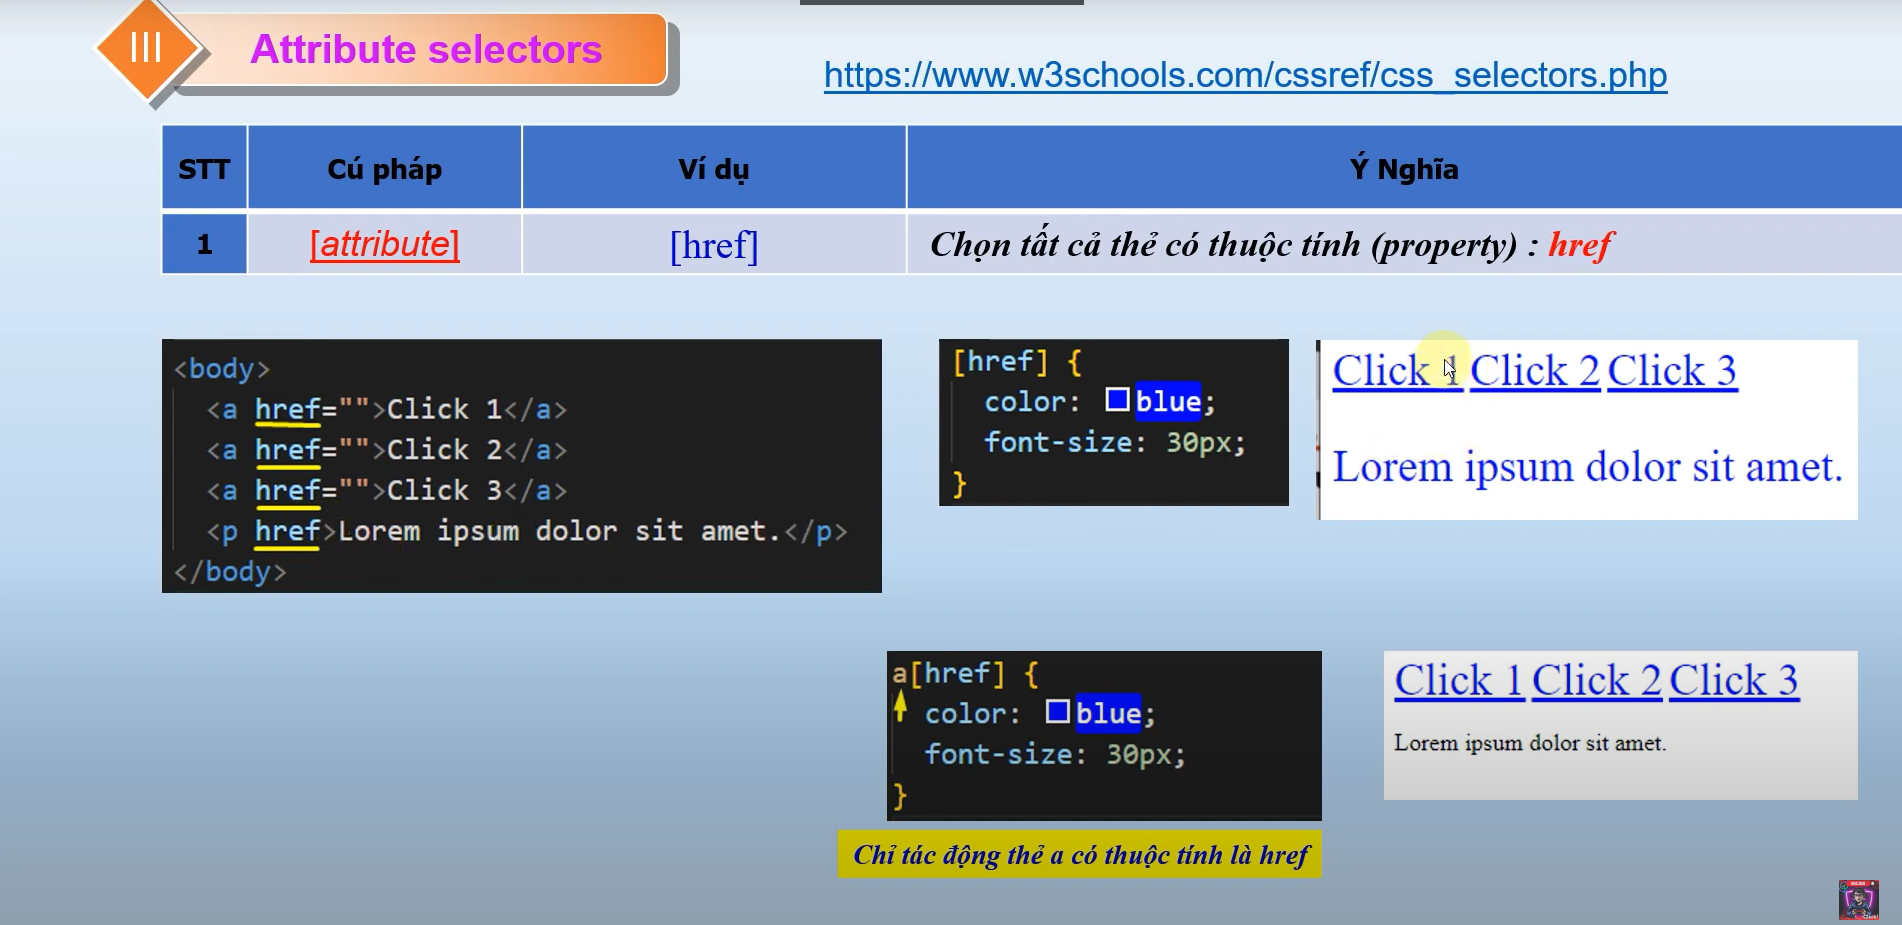 III
Attribute selectors
https://www.w3schools.com/cssref/css_selectors.php
STT Cú pháp Ví dụ Ý Nghĩa
1 [attribute] [href] Chọn tất cả thẻ có thuộc tính (property) : href
<body>
<a href="">Click 1</a>
<a href="">Click 2</a>
<a href="">Click 3</a>
<p href>Lorem ipsum dolor sit amet.</p>
</body>
[href] {
color: blue;
font-size: 30px;
}
Click 1 Click 2 Click 3
Lorem ipsum dolor sit amet.
a[href] {
color: blue;
font-size: 30px;
}
Click 1 Click 2 Click 3
Lorem ipsum dolor sit amet.
Chỉ tác động thẻ a có thuộc tính là href